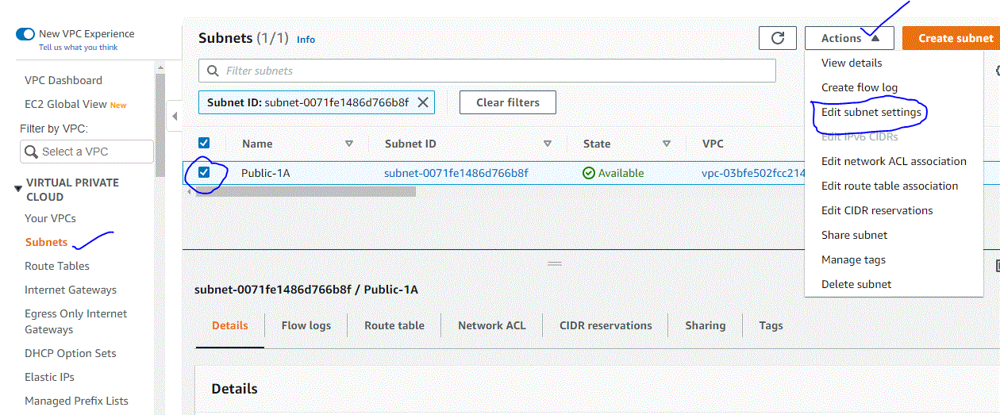 New VPC Experience
Tell us what you think
VPC Dashboard
EC2 Global View New
Filter by VPC:
Select a VPC
VIRTUAL PRIVATE
CLOUD
Your VPCs
Subnets
Route Tables
Internet Gateways
Egress Only Internet
Gateways
DHCP Option Sets
Elastic IPs
Managed Prefix Lists
Subnets (1/1) Info
Actions
Create subnet
Filter subnets
Subnet ID: subnet-0071fe1486d766b8f
Clear filters
Name Subnet ID State VPC
Public-1A subnet-0071fe1486d766b8f Available vpc-03bfe502fcc214
View details
Create flow log
Edit subnet settings
Edit IPv6 CIDRs
Edit network ACL association
Edit route table association
Edit CIDR reservations
Share subnet
Manage tags
Delete subnet
subnet-0071fe1486d766b8f / Public-1A
Details Flow logs Route table Network ACL CIDR reservations Sharing Tags
Details